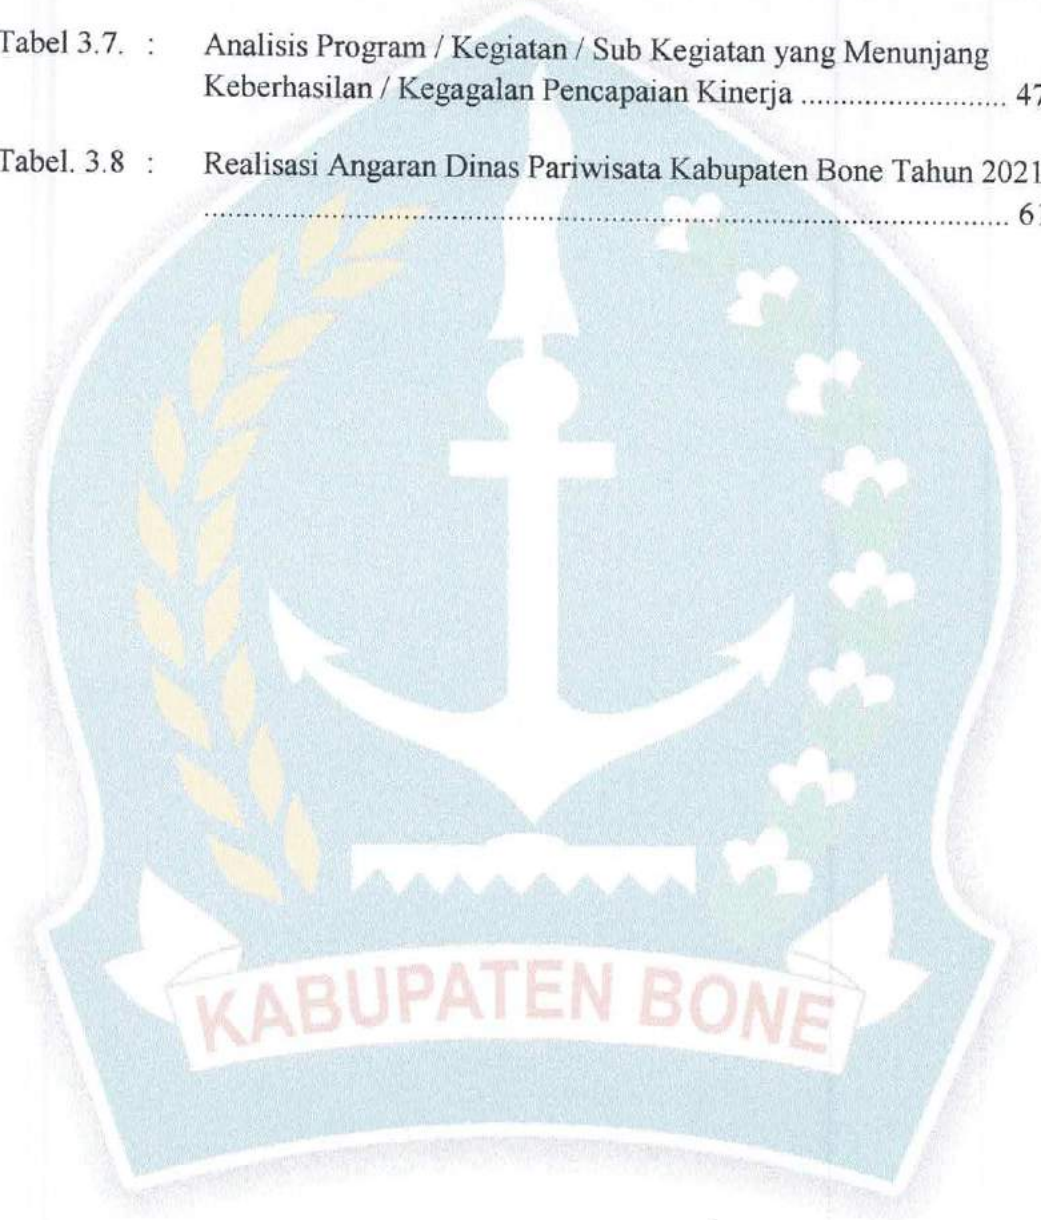 Tabel 3.7. : Analisis Program / Kegiatan / Sub Kegiatan yang Menunjang
Keberhasilan / Kegagalan Pencapaian Kinerja ......................... 47
Tabel. 3.8 : Realisasi Angaran Dinas Pariwisata Kabupaten Bone Tahun 2021
.................................................................................................... 61
KABUPATEN BONE